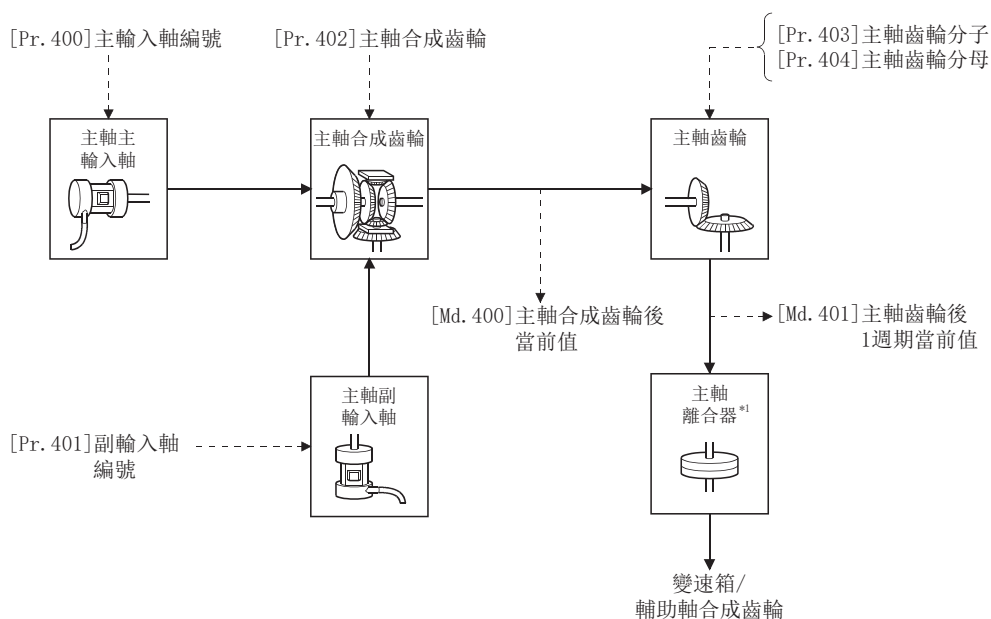 [Pr.400]主輸入軸編號
[Pr.402]主軸合成齒輪
[Pr.403]主軸齒輪分子
[Pr.404]主軸齒輪分母
主軸主
輸入軸
主軸合成齒輪
主軸齒輪
[Md.400]主軸合成齒輪後
當前值
[Md.401]主軸齒輪後
1週期當前值
主軸副
輸入軸
主軸
離合器*1
[Pr.401]副輸入軸
編號
變速箱/
輔助軸合成齒輪